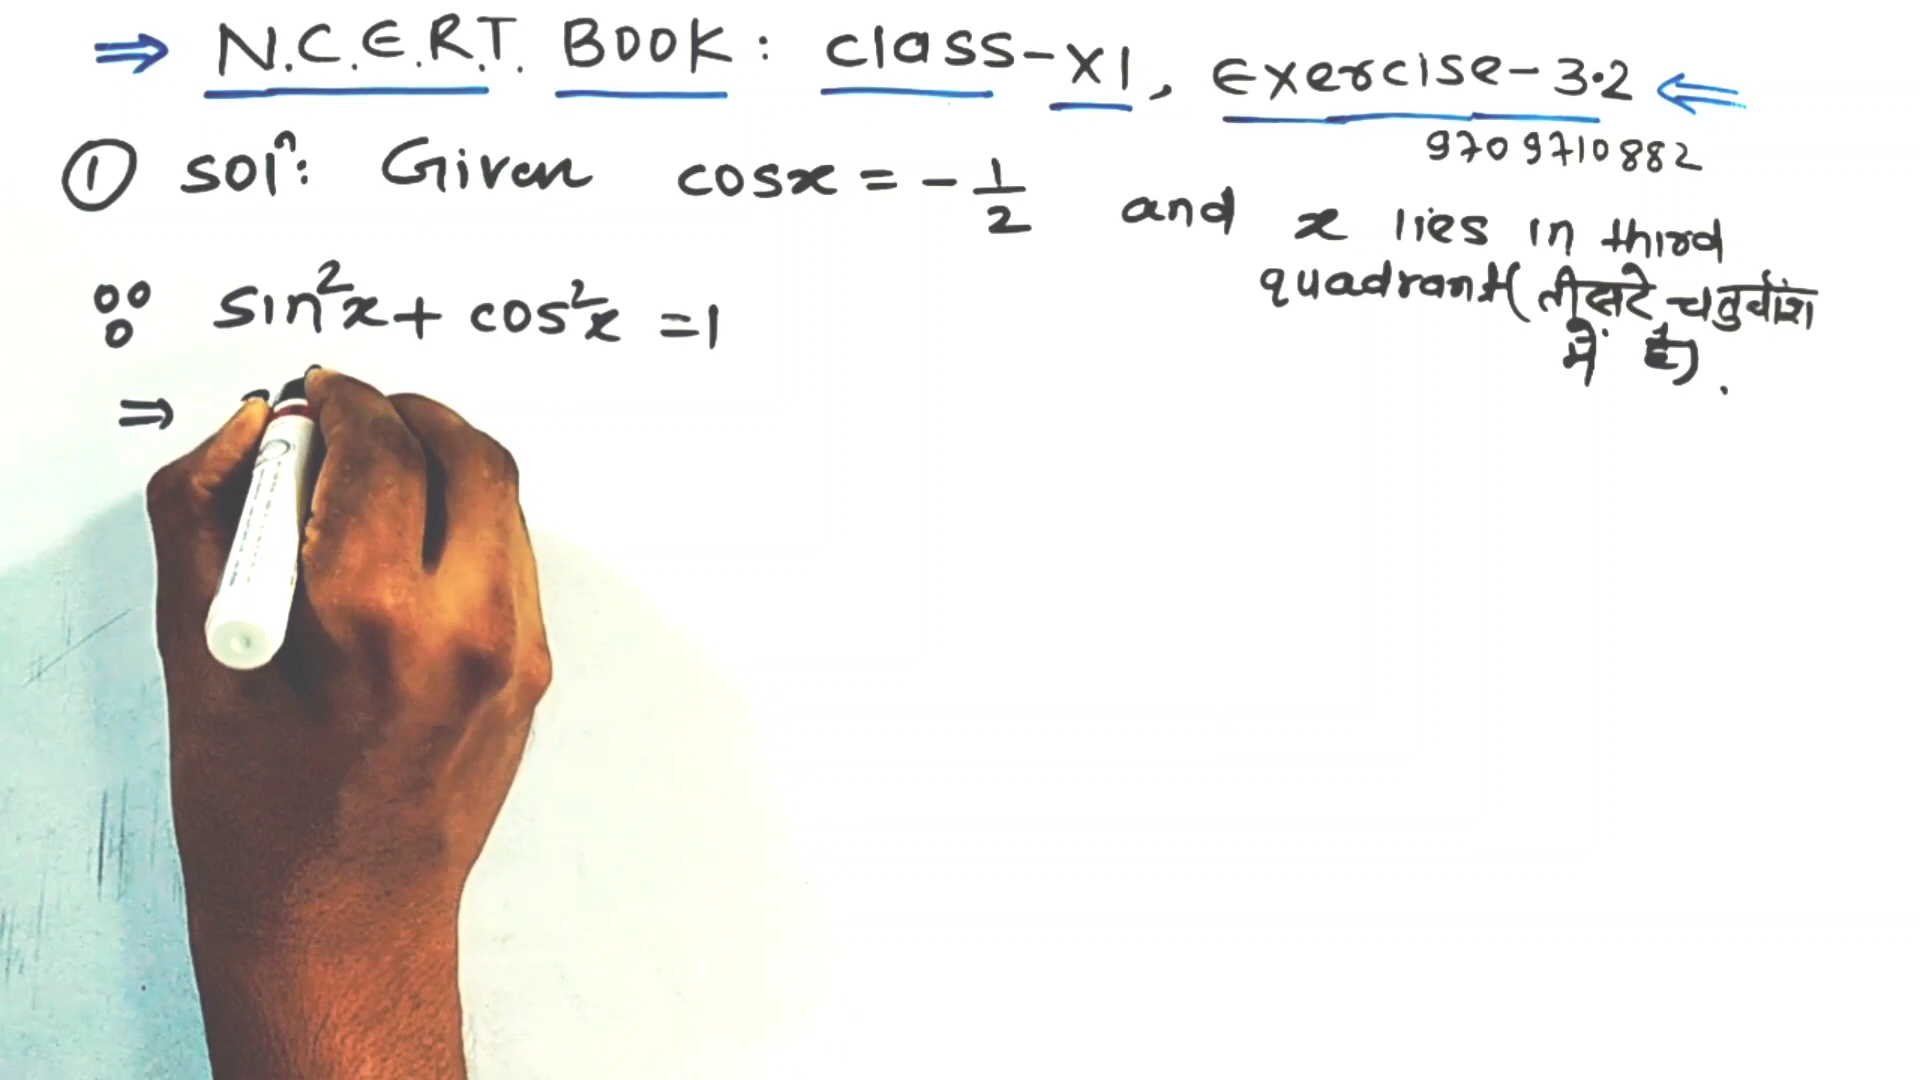 ⇒ N.C.E.R.T. BOOK : class-XI, Exercise-3.2 ⇐
9709710882
① Solⁿ: Given cosx = -1/2 and x lies in third
quadrant (तीसरे चतुर्थांश
में है).
∵ sin²x + cos²x = 1
⇒